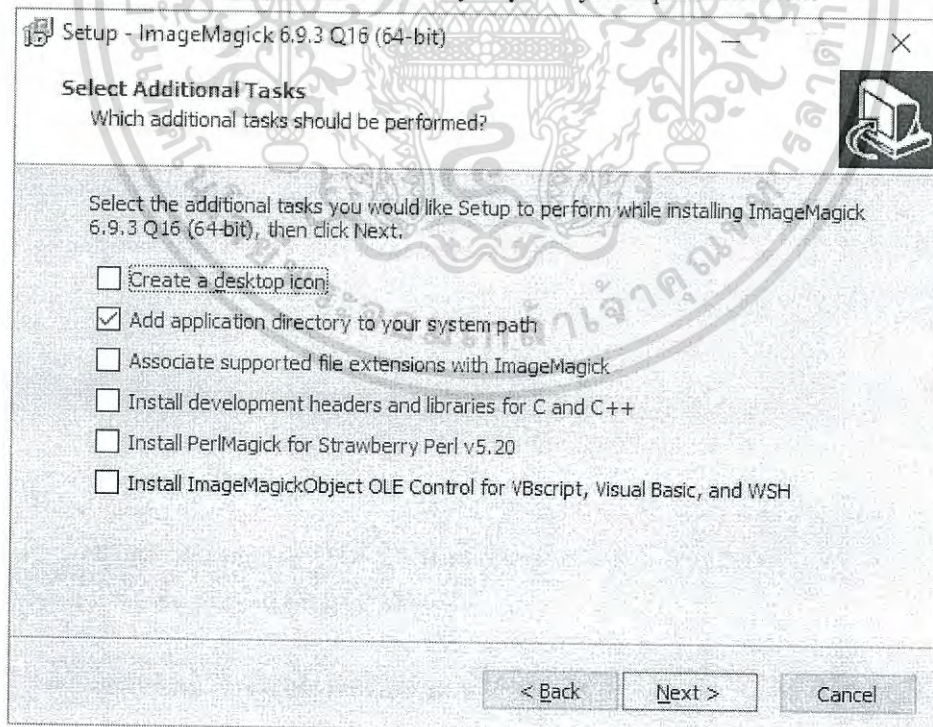 Setup - ImageMagick 6.9.3 Q16 (64-bit)
Select Additional Tasks
Which additional tasks should be performed?
Select the additional tasks you would like Setup to perform while installing ImageMagick
6.9.3 Q16 (64-bit), then click Next.
Create a desktop icon
Add application directory to your system path
Associate supported file extensions with ImageMagick
Install development headers and libraries for C and C++
Install PerlMagick for Strawberry Perl v5.20
Install ImageMagickObject OLE Control for VBscript, Visual Basic, and WSH
< Back
Next >
Cancel